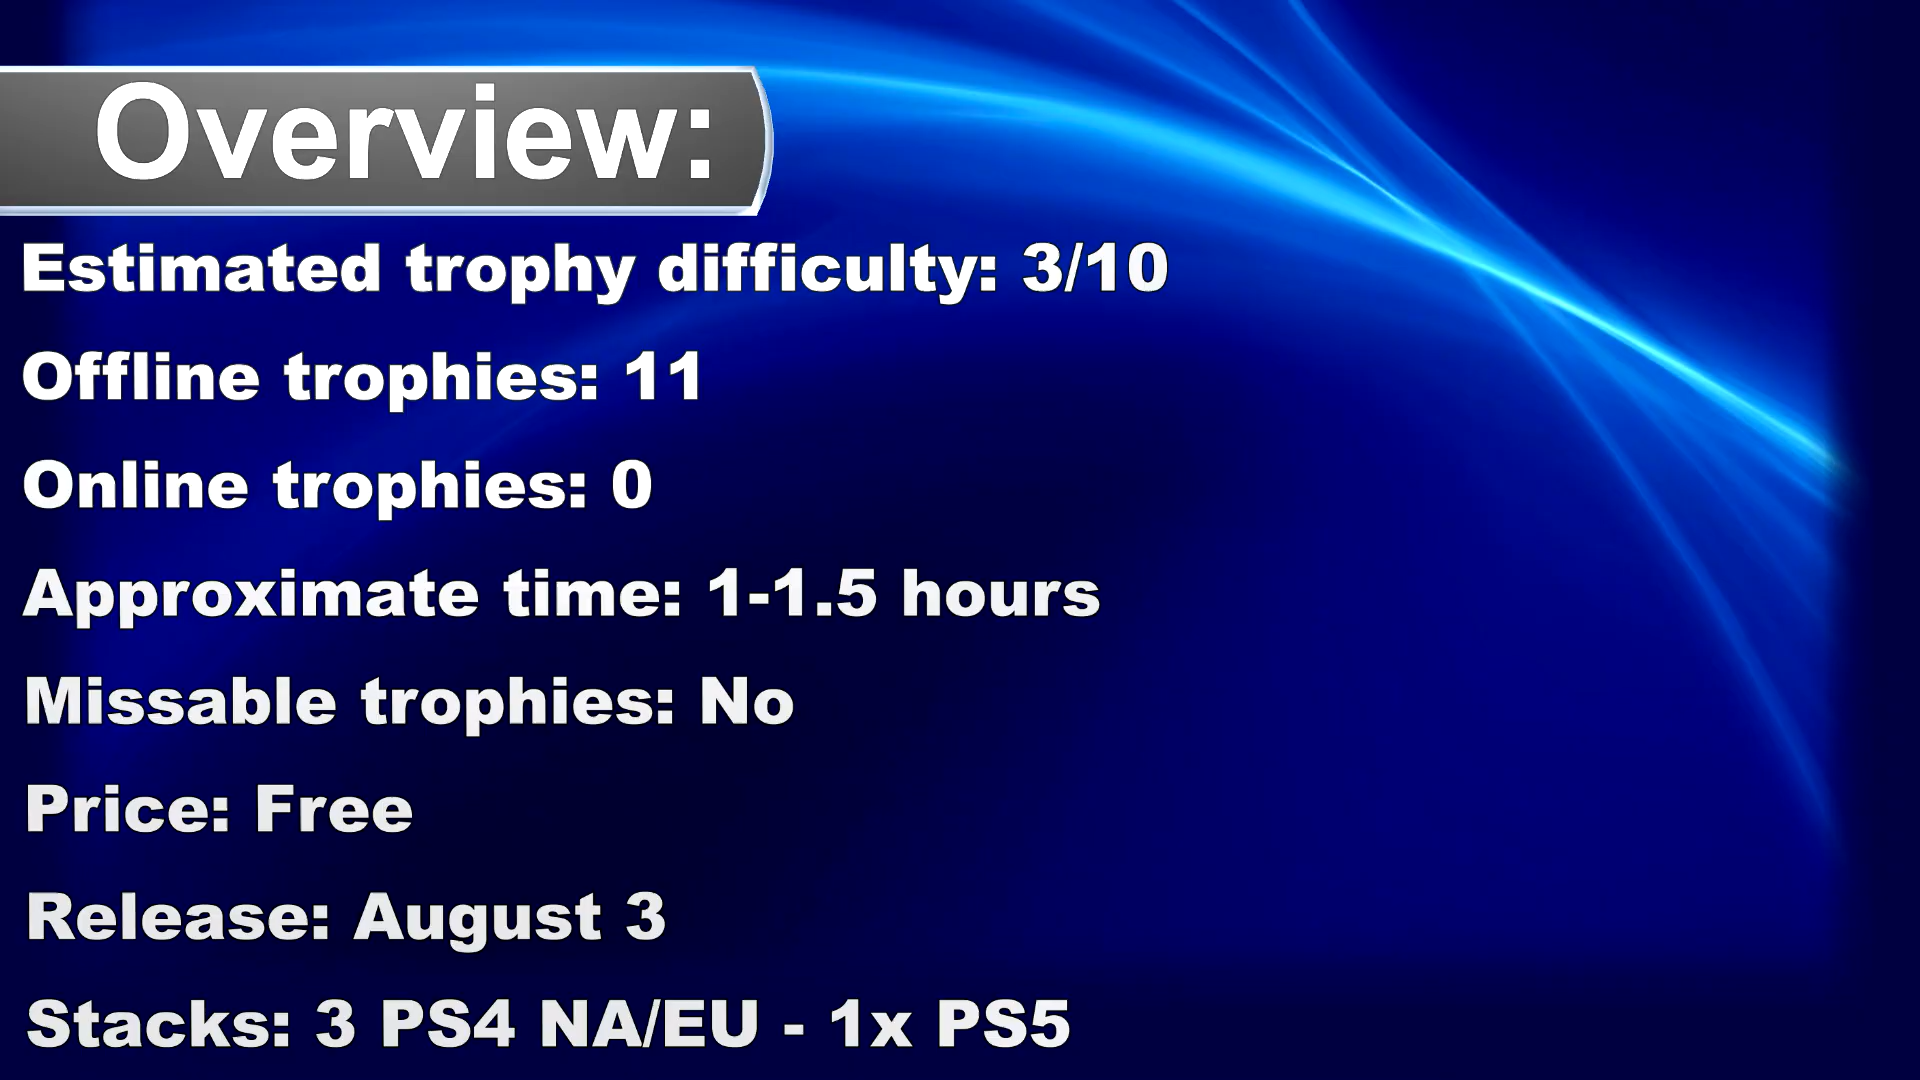 Overview:
Estimated trophy difficulty: 3/10
Offline trophies: 11
Online trophies: 0
Approximate time: 1-1.5 hours
Missable trophies: No
Price: Free
Release: August 3
Stacks: 3 PS4 NA/EU - 1x PS5